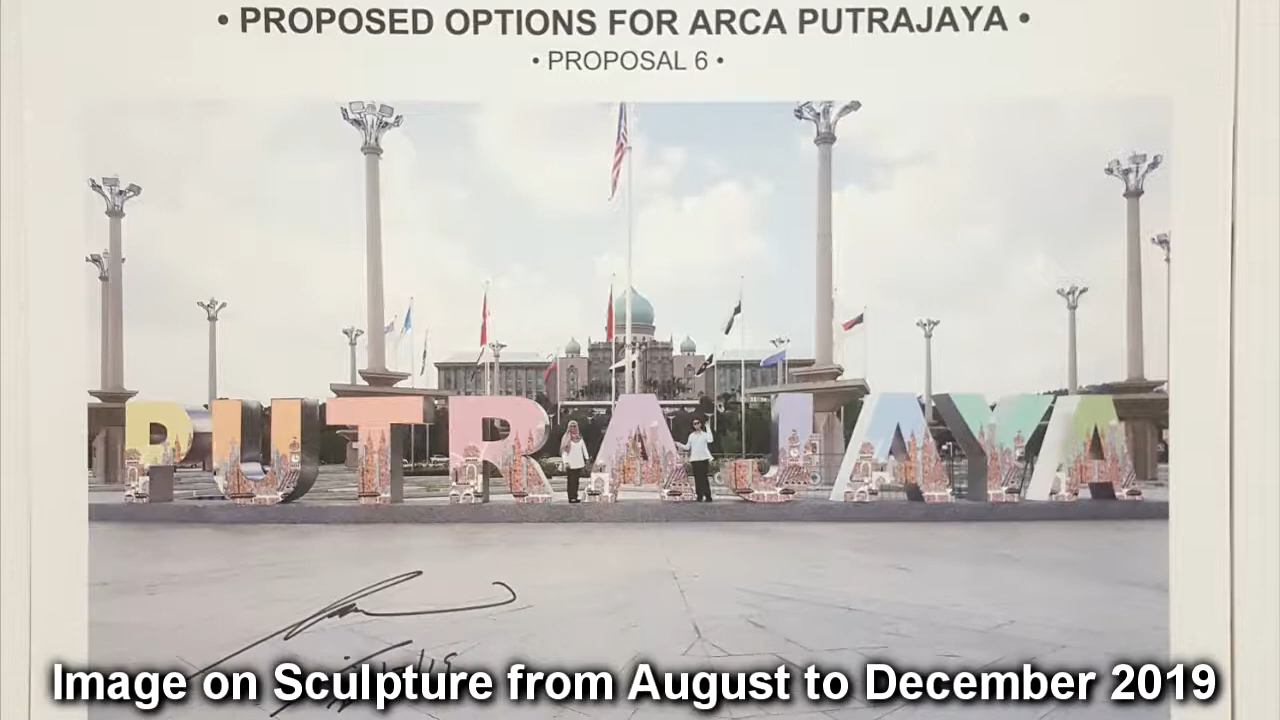 • PROPOSED OPTIONS FOR ARCA PUTRAJAYA •
• PROPOSAL 6 •
PUTRAJAYA
Image on Sculpture from August to December 2019